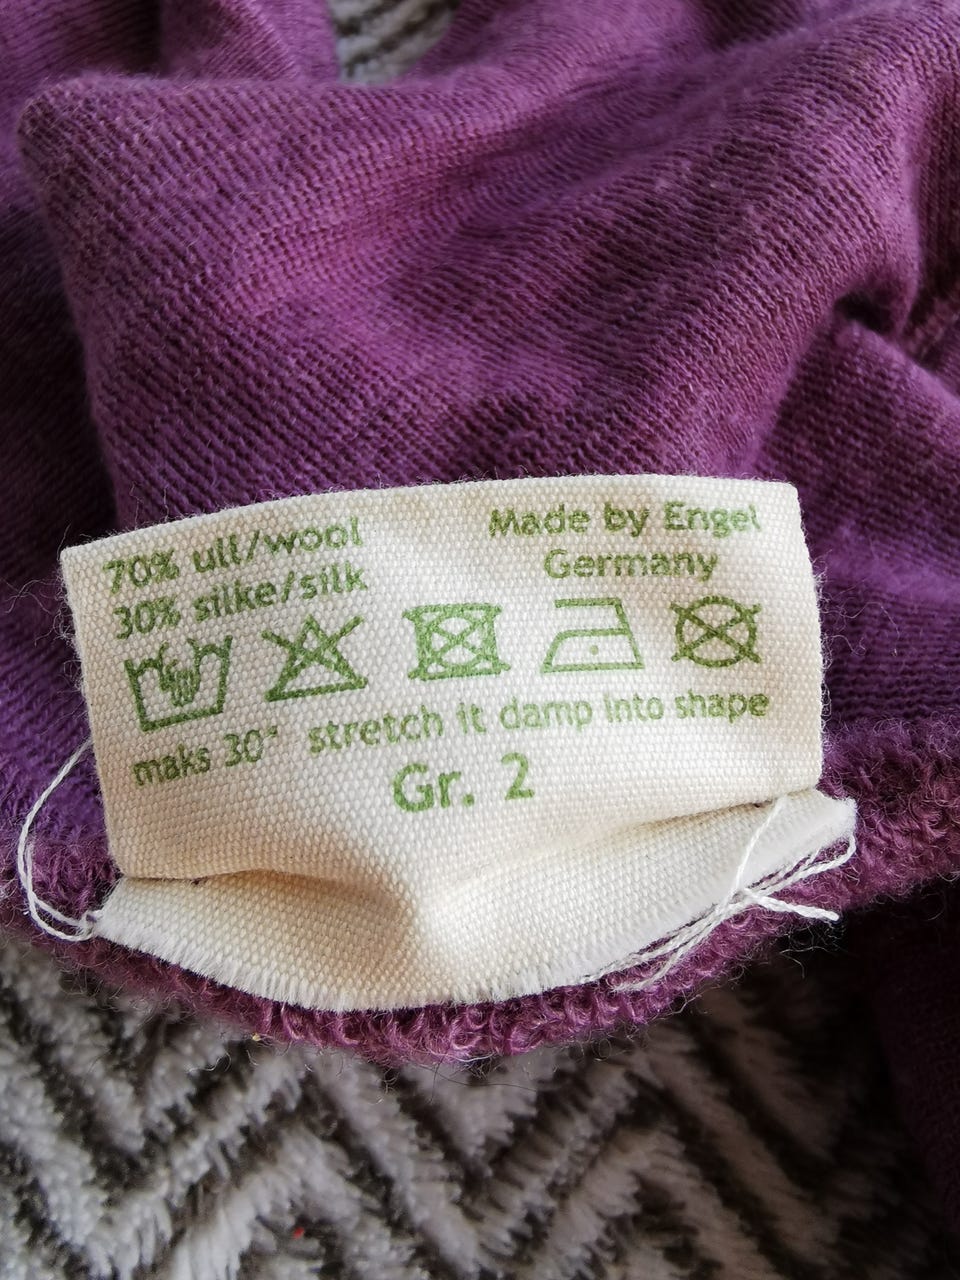 70% ull/wool
30% silke/silk
Made by Engel
Germany
maks 30° stretch it damp into shape
Gr. 2